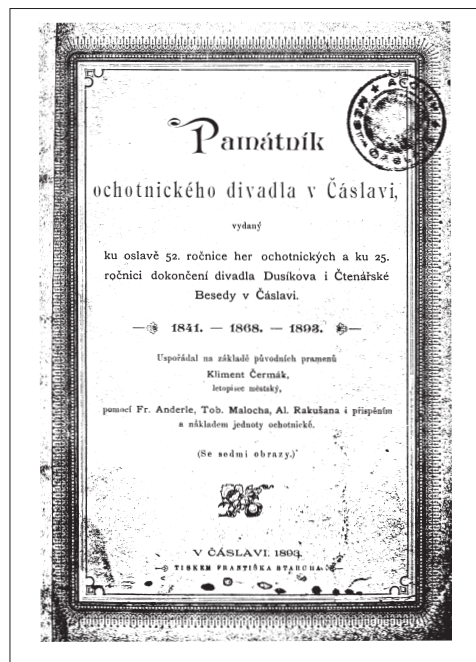 Památník
ochotnického divadla v Čáslavi,
vydaný
ku oslavě 52. ročnice her ochotnických a ku 25.
ročnici dokončení divadla Dusíkova i Čtenářské
Besedy v Čáslavi.
1841. — 1868. — 1893.
Uspořádal na základě původních pramenů
Kliment Čermák,
letopisec městský,
pomocí Fr. Anderle, Tob. Malocha, Al. Rakušana i přispěním
a nákladem jednoty ochotnické.
(Se sedmi obrazy.)
V ČÁSLAVI, 1893.
TISKEM FRANTIŠKA STARCHA.